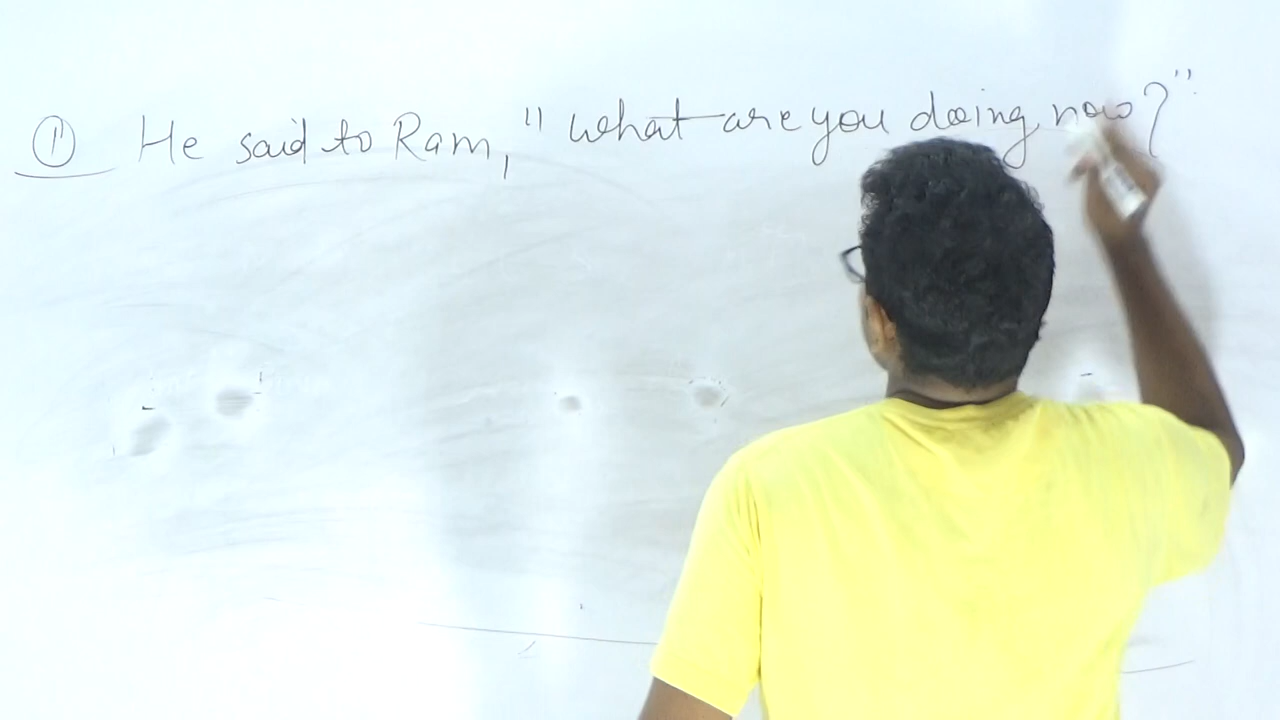 ① He said to Ram, "What are you doing now?"